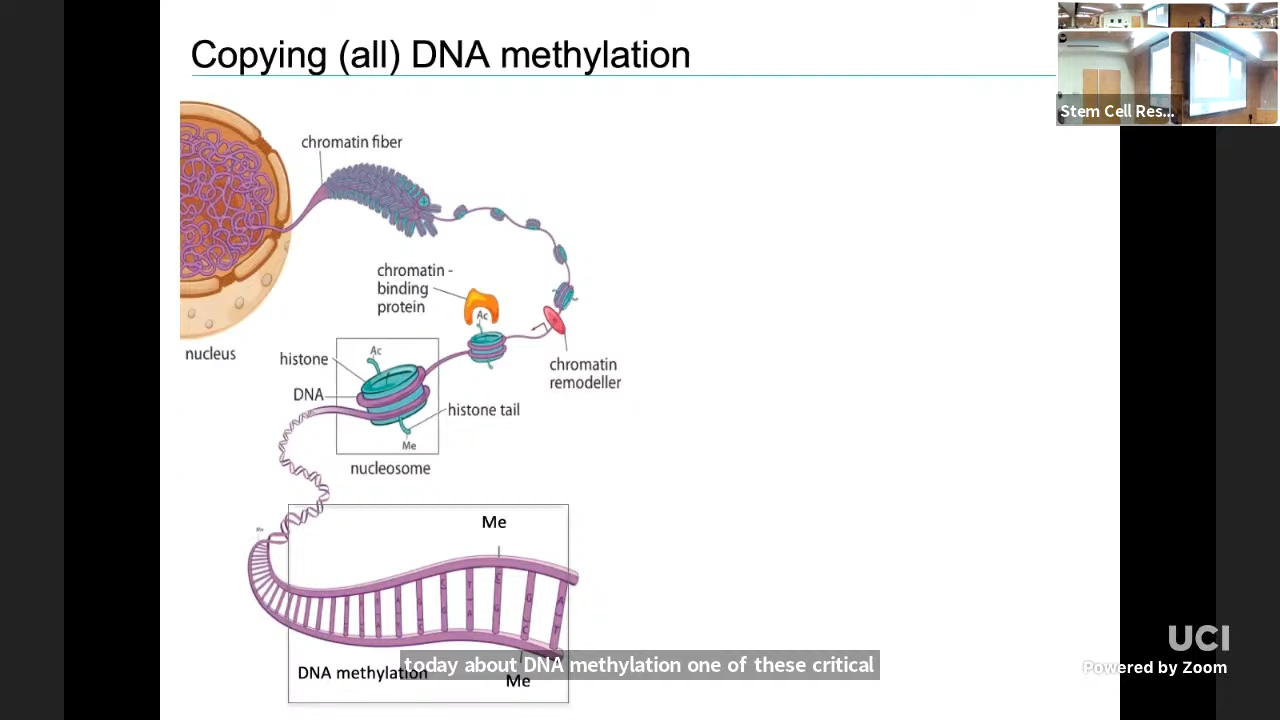 Copying (all) DNA methylation
Stem Cell Res...
chromatin fiber
chromatin -
binding
protein
Ac
nucleus
histone
Ac
chromatin
remodeller
DNA
histone tail
Me
nucleosome
Me
Me
UCI
today about DNA methylation one of these critical
Powered by Zoom
DNA methylation
Me